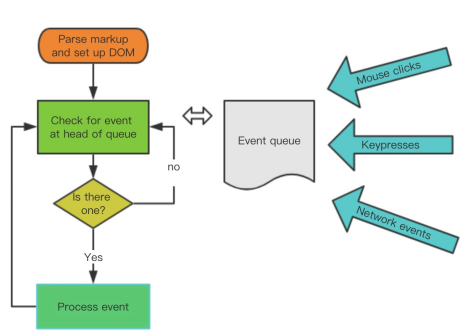 Parse markup
and set up DOM
Check for event
at head of queue
Event queue
Mouse clicks
Keypresses
Network events
no
Is there
one?
Yes
Process event